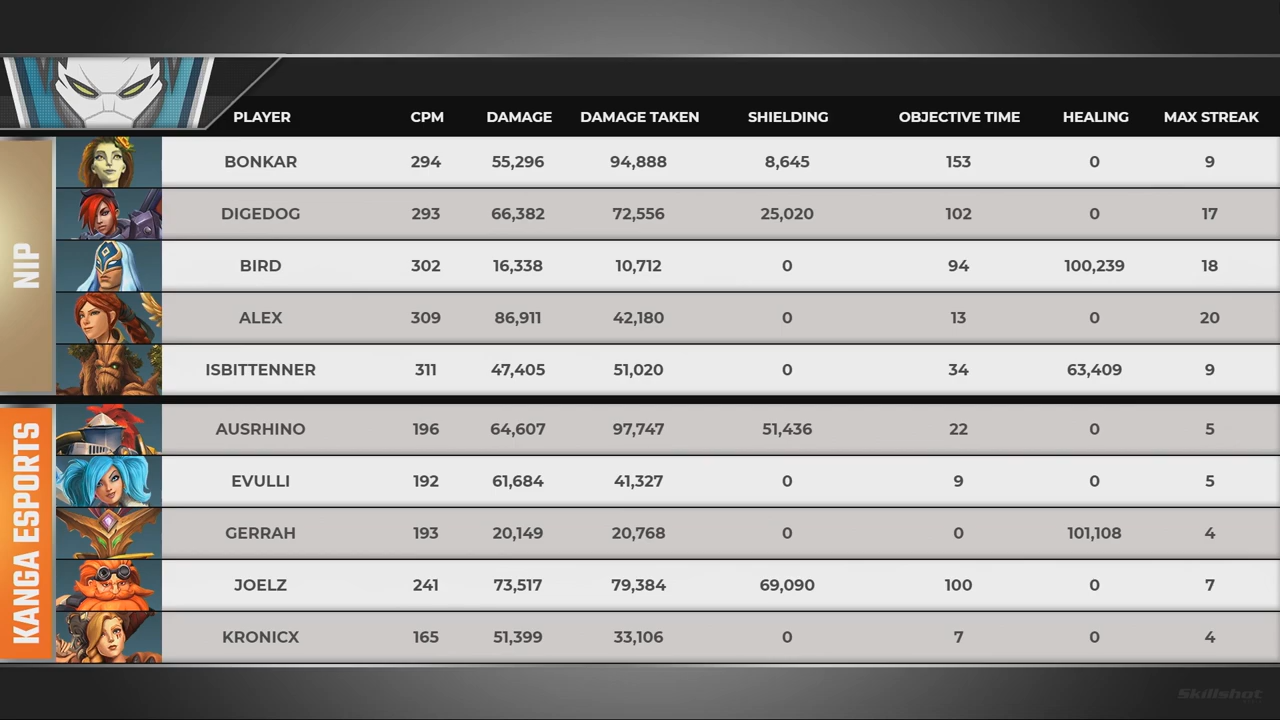 PLAYER CPM DAMAGE DAMAGE TAKEN SHIELDING OBJECTIVE TIME HEALING MAX STREAK
NIP
BONKAR 294 55,296 94,888 8,645 153 0 9
DIGEDOG 293 66,382 72,556 25,020 102 0 17
BIRD 302 16,338 10,712 0 94 100,239 18
ALEX 309 86,911 42,180 0 13 0 20
ISBITTENNER 311 47,405 51,020 0 34 63,409 9
KANGA ESPORTS
AUSRHINO 196 64,607 97,747 51,436 22 0 5
EVULLI 192 61,684 41,327 0 9 0 5
GERRAH 193 20,149 20,768 0 0 101,108 4
JOELZ 241 73,517 79,384 69,090 100 0 7
KRONICX 165 51,399 33,106 0 7 0 4
Skillshot